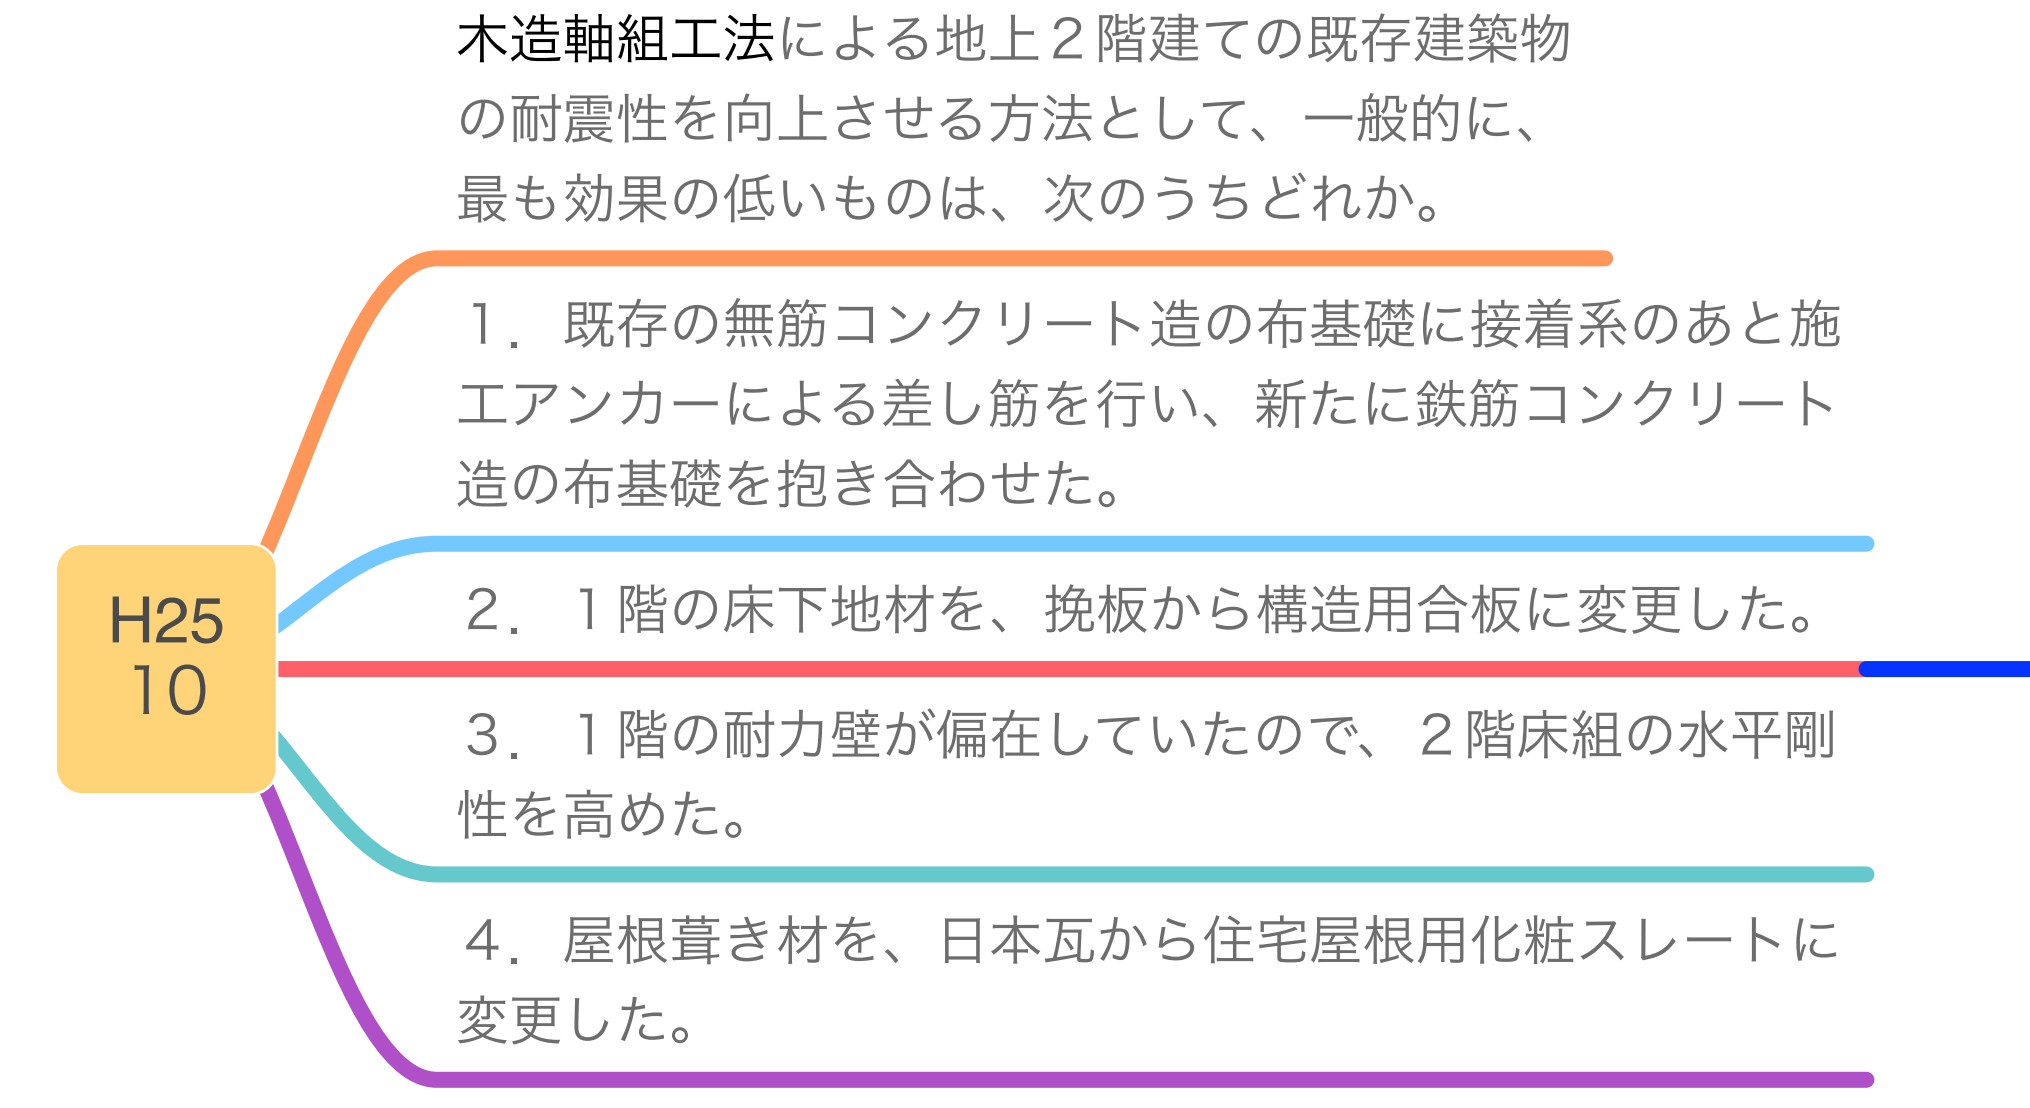 木造軸組工法による地上２階建ての既存建築物
の耐震性を向上させる方法として、一般的に、
最も効果の低いものは、次のうちどれか。
１．既存の無筋コンクリート造の布基礎に接着系のあと施
工アンカーによる差し筋を行い、新たに鉄筋コンクリート
造の布基礎を抱き合わせた。
H25
10
２．１階の床下地材を、挽板から構造用合板に変更した。
３．１階の耐力壁が偏在していたので、２階床組の水平剛
性を高めた。
４．屋根葺き材を、日本瓦から住宅屋根用化粧スレートに
変更した。